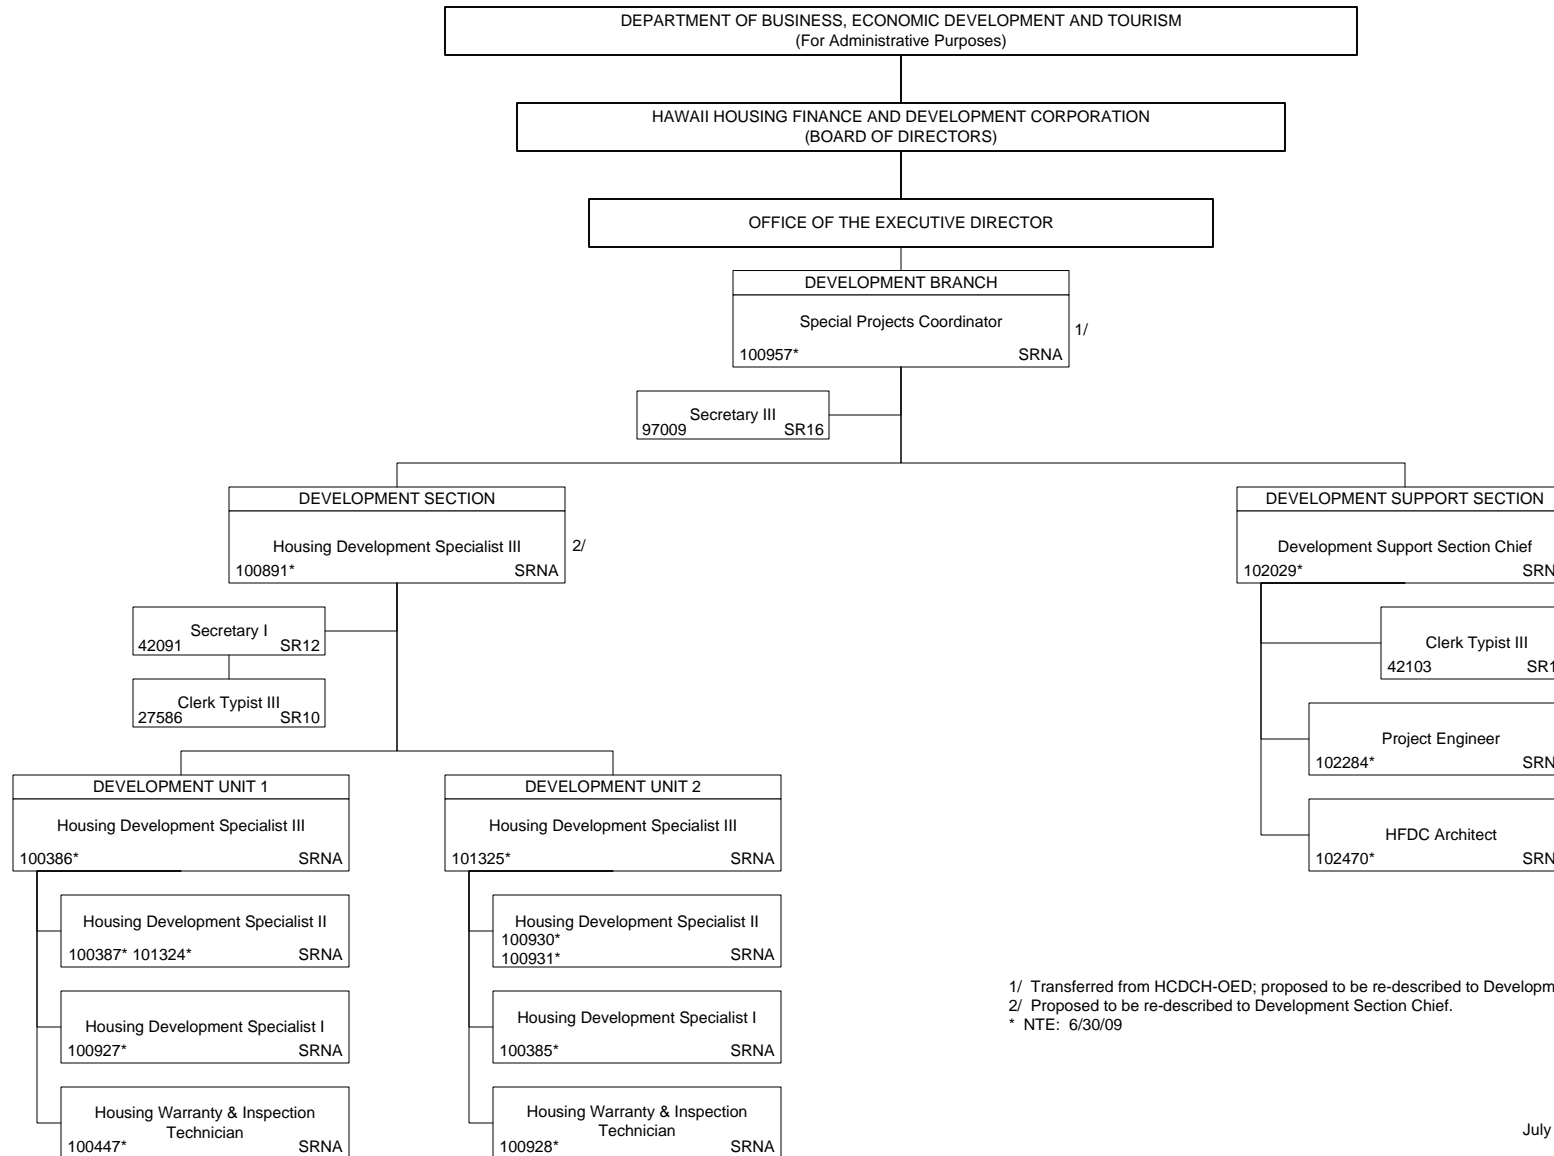 DEPARTMENT OF BUSINESS, ECONOMIC DEVELOPMENT AND TOURISM
(For Administrative Purposes)
HAWAII HOUSING FINANCE AND DEVELOPMENT CORPORATION
(BOARD OF DIRECTORS)
OFFICE OF THE EXECUTIVE DIRECTOR
DEVELOPMENT BRANCH
Special Projects Coordinator
1/
100957* SRNA
Secretary III
97009 SR16
DEVELOPMENT SECTION
Housing Development Specialist III
2/
100891* SRNA
Secretary I
42091 SR12
Clerk Typist III
27586 SR10
DEVELOPMENT UNIT 1
Housing Development Specialist III
100386* SRNA
Housing Development Specialist II
100387* 101324* SRNA
Housing Development Specialist I
100927* SRNA
Housing Warranty & Inspection
Technician
100447* SRNA
DEVELOPMENT UNIT 2
Housing Development Specialist III
101325* SRNA
Housing Development Specialist II
100930*
100931* SRNA
Housing Development Specialist I
100385* SRNA
Housing Warranty & Inspection
Technician
100928* SRNA
DEVELOPMENT SUPPORT SECTION
Development Support Section Chief
102029*
Clerk Typist III
42103
Project Engineer
102284*
HFDC Architect
102470*
1/ Transferred from HCDCH-OED; proposed to be re-described to
2/ Proposed to be re-described to Development Section Chief.
* NTE: 6/30/09
July